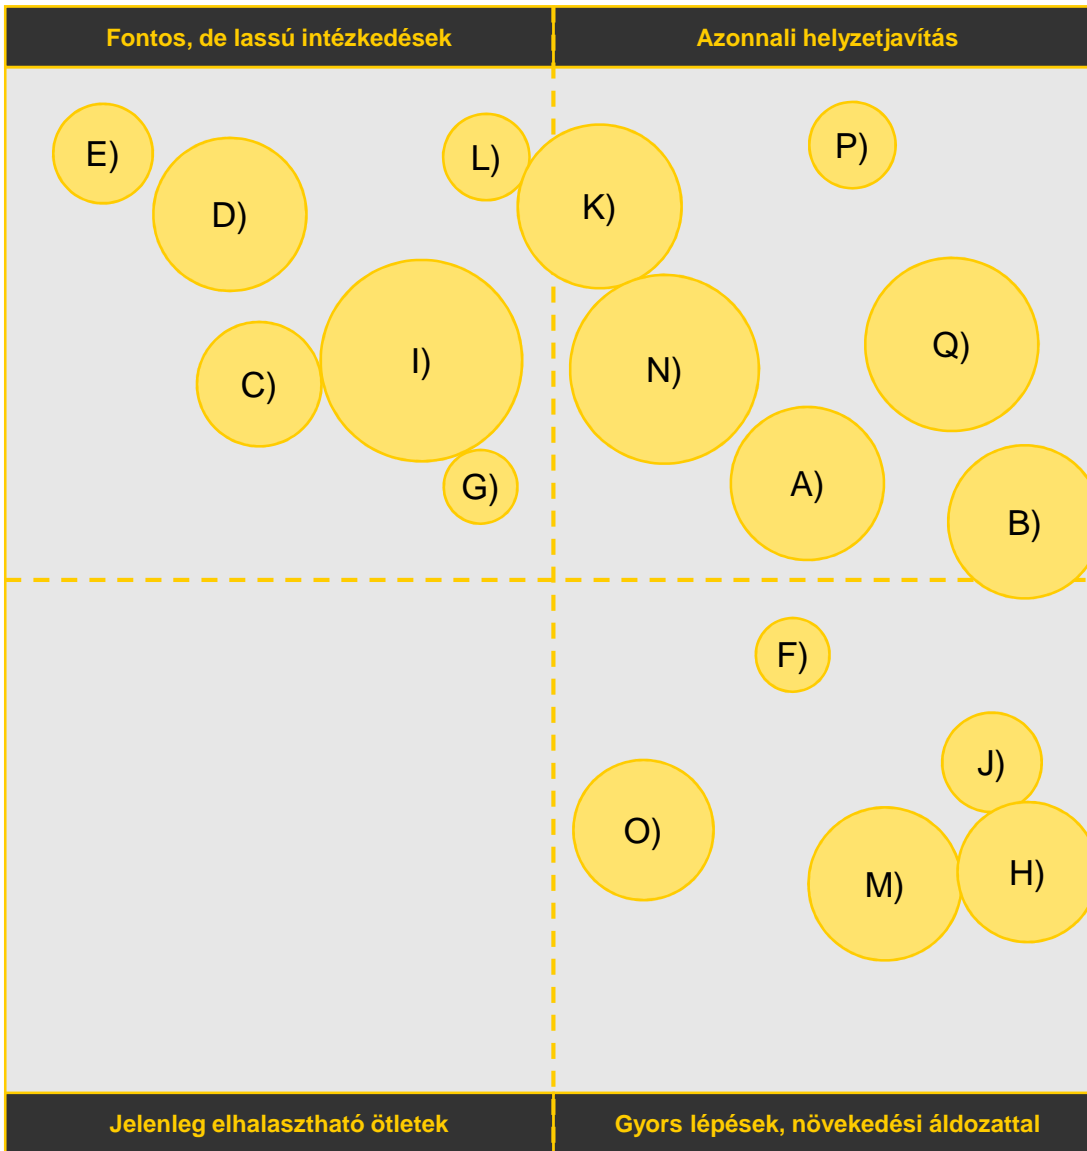 Fontos, de lassú intézkedések
Azonnali helyzetjavítás
E)
D)
L)
K)
P)
C)
I)
G)
N)
Q)
A)
B)
F)
J)
O)
M)
H)
Jelenleg elhalasztható ötletek
Gyors lépések, növekedési áldozattal